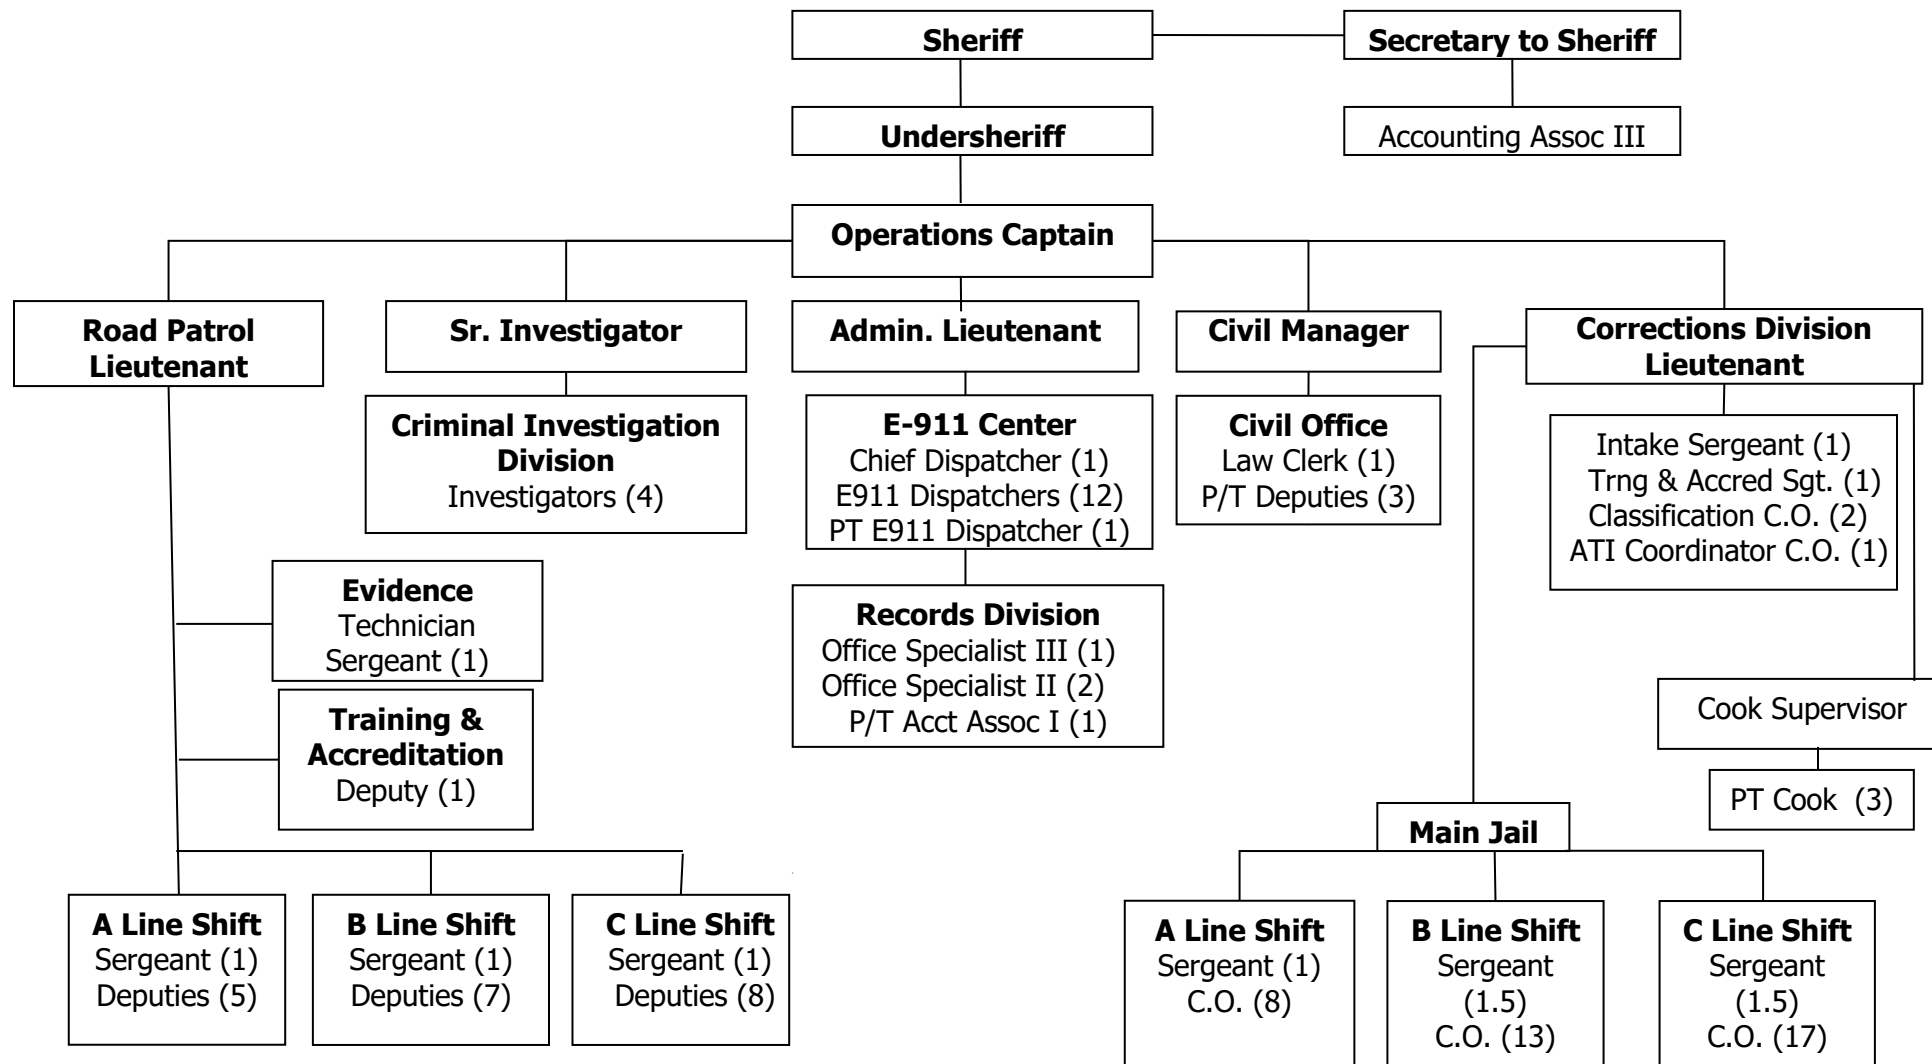 Sheriff
Secretary to Sheriff
Undersheriff
Accounting Assoc III
Operations Captain
Road Patrol
Lieutenant
Sr. Investigator
Admin. Lieutenant
Civil Manager
Corrections Division
Lieutenant
Criminal Investigation
Division
Investigators (4)
E-911 Center
Chief Dispatcher (1)
E911 Dispatchers (12)
PT E911 Dispatcher (1)
Civil Office
Law Clerk (1)
P/T Deputies (3)
Intake Sergeant (1)
Trng & Accred Sgt. (1)
Classification C.O. (2)
ATI Coordinator C.O. (1)
Evidence
Technician
Sergeant (1)
Records Division
Office Specialist III (1)
Office Specialist II (2)
P/T Acct Assoc I (1)
Training &
Accreditation
Deputy (1)
Cook Supervisor
PT Cook (3)
Main Jail
A Line Shift
Sergeant (1)
Deputies (5)
B Line Shift
Sergeant (1)
Deputies (7)
C Line Shift
Sergeant (1)
Deputies (8)
A Line Shift
Sergeant (1)
C.O. (8)
B Line Shift
Sergeant
(1.5)
C.O. (13)
C Line Shift
Sergeant
(1.5)
C.O. (17)